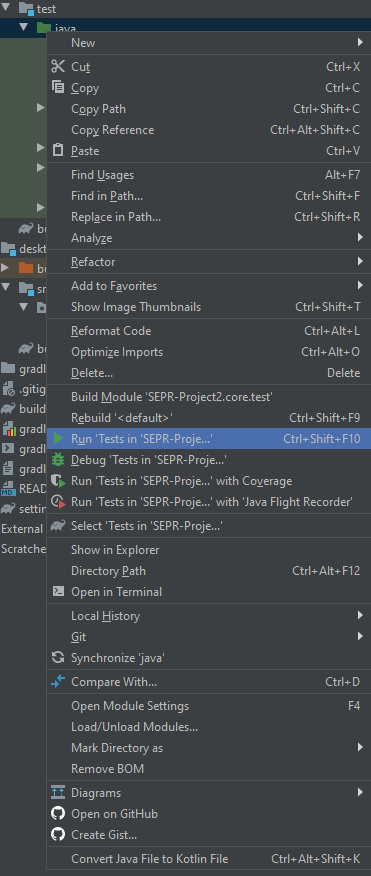 test
java
New
Cut Ctrl+X
Copy Ctrl+C
Copy Path Ctrl+Shift+C
Copy Reference Ctrl+Alt+Shift+C
Paste Ctrl+V
Find Usages Alt+F7
Find in Path... Ctrl+Shift+F
Replace in Path... Ctrl+Shift+R
Analyze
bu
Refactor
deskt
bu
Add to Favorites
sr
Show Image Thumbnails Ctrl+Shift+T
Reformat Code Ctrl+Alt+L
bu
Optimize Imports Ctrl+Alt+O
gradl
Delete... Delete
.gitig
Build Module 'SEPR-Project2.core.test'
build
Rebuild '<default>' Ctrl+Shift+F9
gradl
Run 'Tests in 'SEPR-Proje...'' Ctrl+Shift+F10
gradl
Debug 'Tests in 'SEPR-Proje...''
gradl
Run 'Tests in 'SEPR-Proje...'' with Coverage
READ
Run 'Tests in 'SEPR-Proje...'' with 'Java Flight Recorder'
settin
Select 'Tests in 'SEPR-Proje...''
External
Show in Explorer
Scratche
Directory Path Ctrl+Alt+F12
Open in Terminal
Local History
Git
Synchronize 'java'
Compare With... Ctrl+D
Open Module Settings F4
Load/Unload Modules...
Mark Directory as
Remove BOM
Diagrams
Open on GitHub
Create Gist...
Convert Java File to Kotlin File Ctrl+Alt+Shift+K